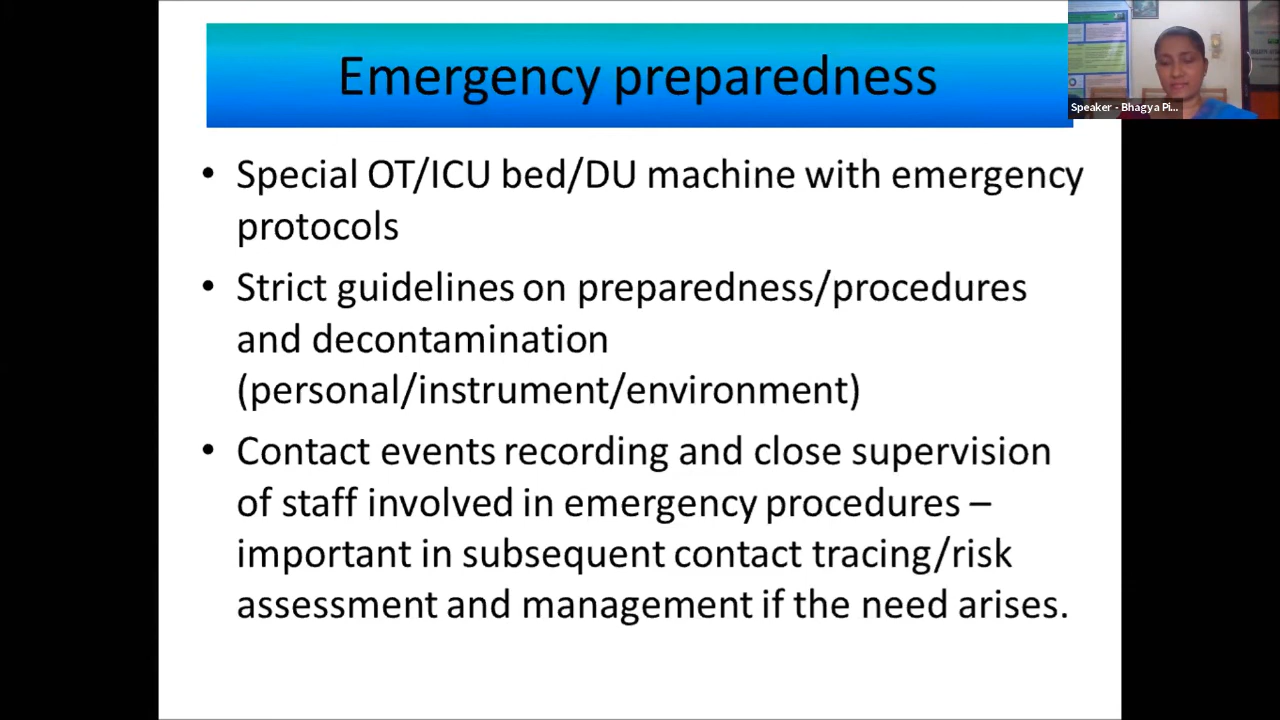 Emergency preparedness
Speaker - Bhagya Pi...
• Special OT/ICU bed/DU machine with emergency
protocols
• Strict guidelines on preparedness/procedures
and decontamination
(personal/instrument/environment)
• Contact events recording and close supervision
of staff involved in emergency procedures –
important in subsequent contact tracing/risk
assessment and management if the need arises.